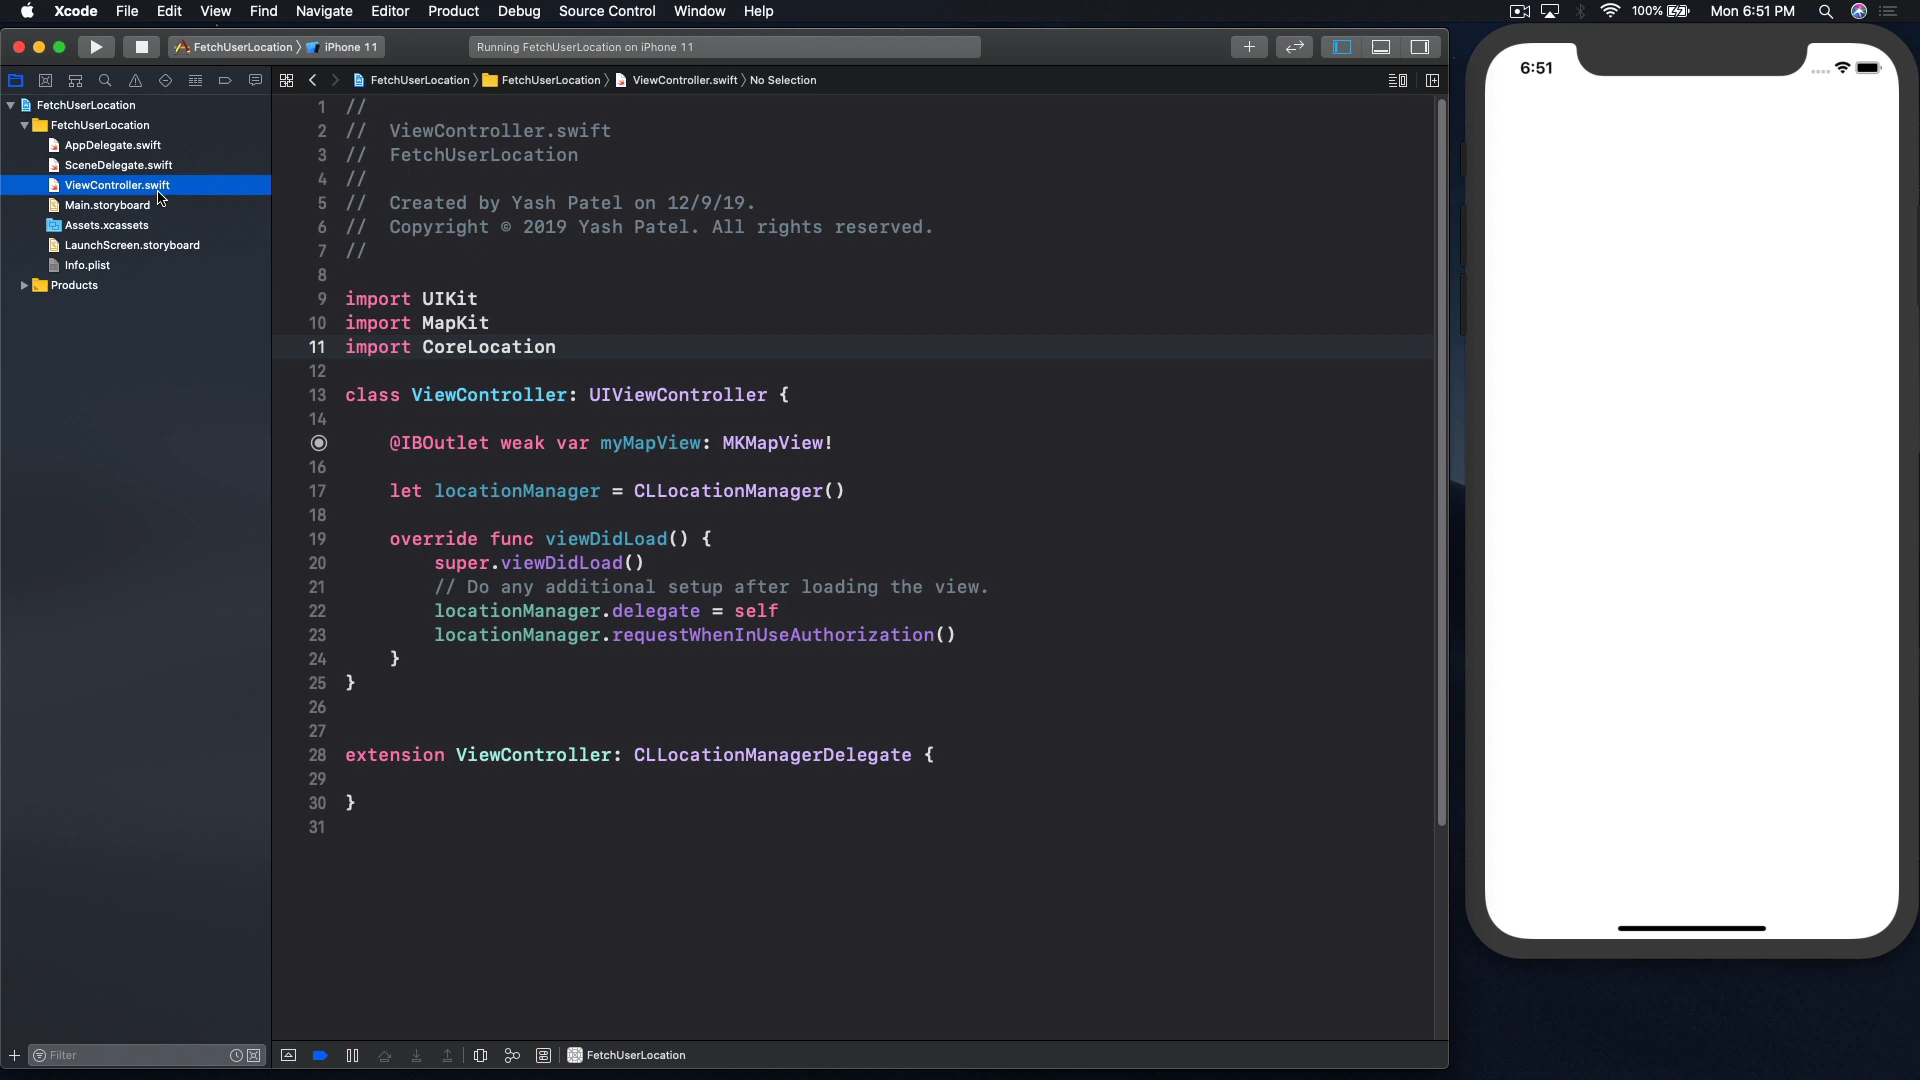 Xcode File Edit View Find Navigate Editor Product Debug Source Control Window Help 100% Mon 6:51 PM
FetchUserLocation iPhone 11 Running FetchUserLocation on iPhone 11
FetchUserLocation FetchUserLocation ViewController.swift No Selection
FetchUserLocation
FetchUserLocation
AppDelegate.swift
SceneDelegate.swift
ViewController.swift
Main.storyboard
Assets.xcassets
LaunchScreen.storyboard
Info.plist
Products
Filter
1 //
2 // ViewController.swift
3 // FetchUserLocation
4 //
5 // Created by Yash Patel on 12/9/19.
6 // Copyright © 2019 Yash Patel. All rights reserved.
7 //
8
9 import UIKit
10 import MapKit
11 import CoreLocation
12
13 class ViewController: UIViewController {
14
@IBOutlet weak var myMapView: MKMapView!
16
17 let locationManager = CLLocationManager()
18
19 override func viewDidLoad() {
20 super.viewDidLoad()
21 // Do any additional setup after loading the view.
22 locationManager.delegate = self
23 locationManager.requestWhenInUseAuthorization()
24 }
25 }
26
27
28 extension ViewController: CLLocationManagerDelegate {
29
30 }
31
FetchUserLocation
6:51